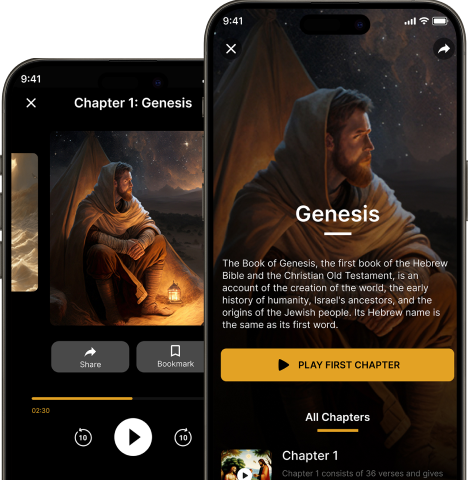 9:41
Chapter 1: Genesis
Share
Bookmark
02:30
10
10
9:41
Genesis
The Book of Genesis, the first book of the Hebrew
Bible and the Christian Old Testament, is an
account of the creation of the world, the early
history of humanity, Israel's ancestors, and the
origins of the Jewish people. Its Hebrew name is
the same as its first word.
PLAY FIRST CHAPTER
All Chapters
Chapter 1
Chapter 1 consists of 36 verses and gives